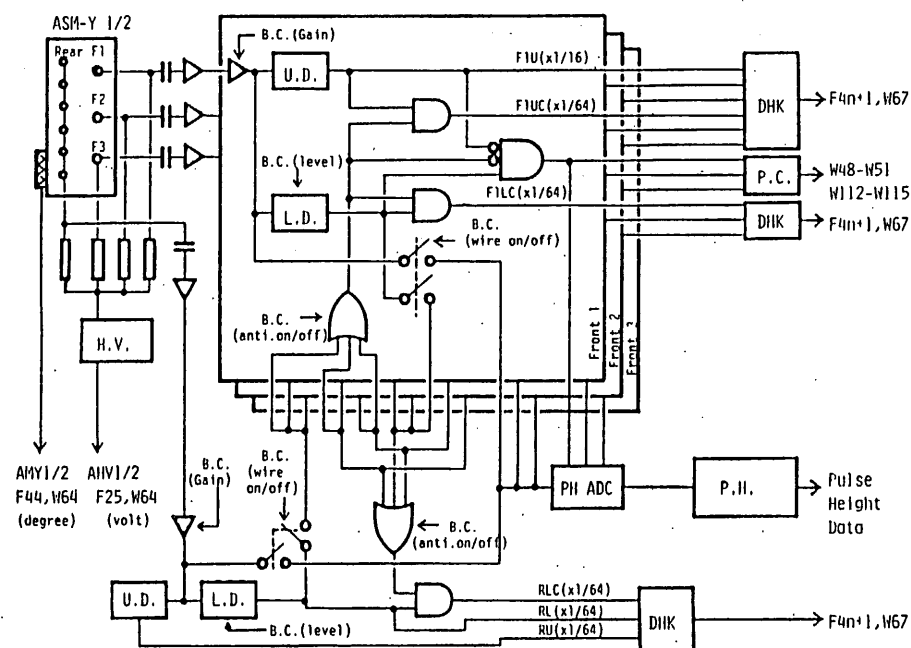 ASM-Y 1/2
Rear F1
F2
F3
B.C.(Gain)
U.D.
F1U(x1/16)
F1UC(x1/64)
DHK
F4n+1,W67
B.C.(level)
L.D.
F1LC(x1/64)
P.C.
W48-W51
W112-W115
DHK
F4n+1,W67
B.C.
(wire on/off)
B.C.
(anti.on/off)
Front 1
Front 2
Front 3
H.V.
AMY1/2
F44,W64
(degree)
AHV1/2
F25,W64
(volt)
B.C.
(Gain)
B.C.
(wire
on/off)
B.C.
(anti.on/off)
PH ADC
P.H.
Pulse
Height
Data
U.D.
L.D.
B.C.(level)
RLC(x1/64)
RL(x1/64)
RU(x1/64)
DHK
F4n+1,W67